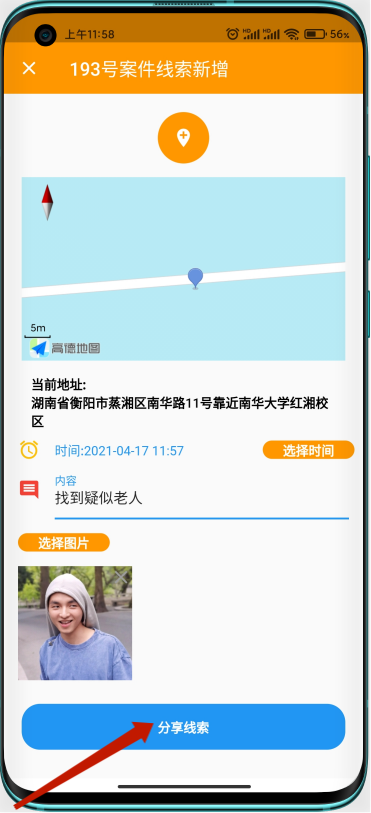 上午11:58
56%
193号案件线索新增
5m
高德地图
当前地址:
湖南省衡阳市蒸湘区南华路11号靠近南华大学红湘校
区
时间:2021-04-17 11:57
选择时间
内容
找到疑似老人
选择图片
分享线索